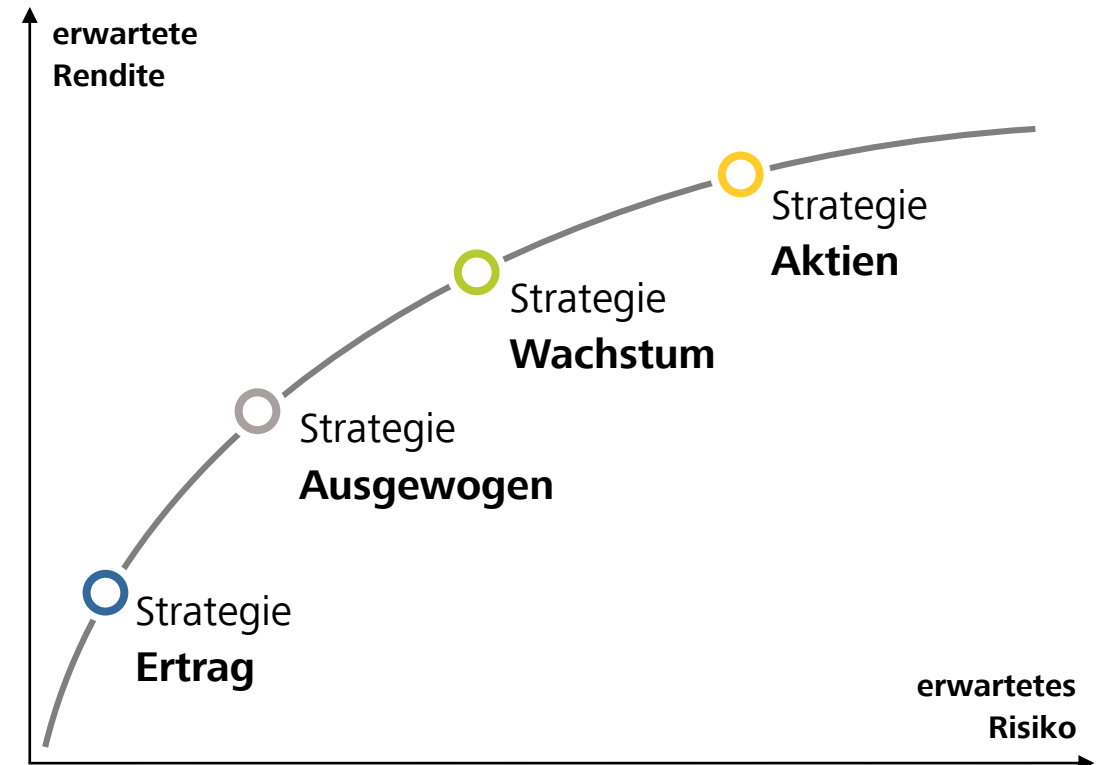 erwartete
Rendite
Strategie
Aktien
Strategie
Wachstum
Strategie
Ausgewogen
Strategie
Ertrag
erwartetes
Risiko